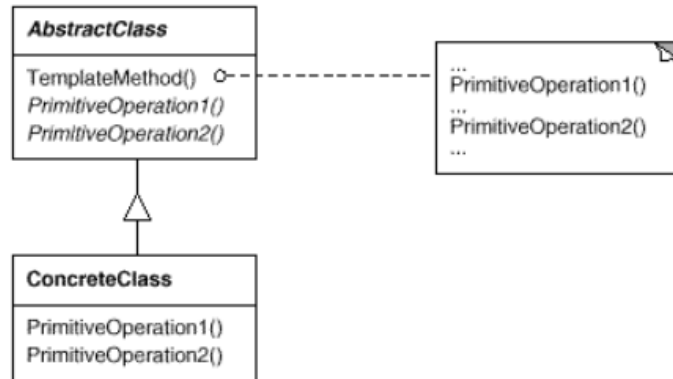 AbstractClass
TemplateMethod()
PrimitiveOperation1()
PrimitiveOperation2()
...
PrimitiveOperation1()
...
PrimitiveOperation2()
...
ConcreteClass
PrimitiveOperation1()
PrimitiveOperation2()